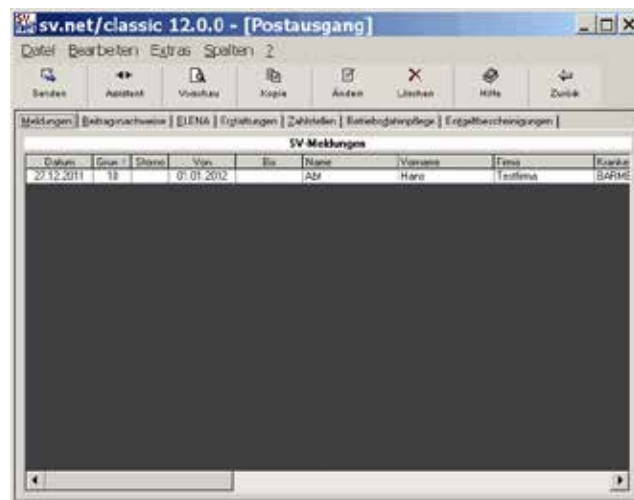 sv.net/classic 12.0.0 - [Postausgang]
Datei Bearbeiten Extras Spalten ?
Senden Assistent Vorschau Kopie Ändern Löschen Hilfe Zurück
Meldungen Beitragsnachweise ELENA Erstattungen Zahlstellen Betriebsdatenpflege Entgeltbescheinigungen
SV-Meldungen
Datum Grun Storno Von Bis Name Vorname Firma Kranke
27.12.2011 10 01.01.2012 Hans Testfirma BARME